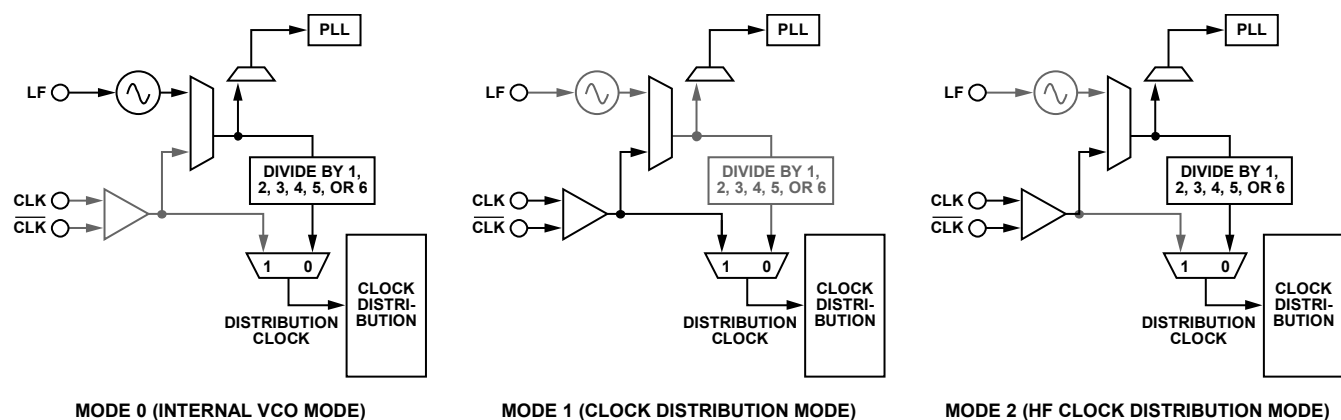 PLL
LF
DIVIDE BY 1,
2, 3, 4, 5, OR 6
CLK
CLK
1 0
CLOCK
DISTRI-
BUTION
DISTRIBUTION
CLOCK
MODE 0 (INTERNAL VCO MODE)
PLL
LF
DIVIDE BY 1,
2, 3, 4, 5, OR 6
CLK
CLK
1 0
CLOCK
DISTRI-
BUTION
DISTRIBUTION
CLOCK
MODE 1 (CLOCK DISTRIBUTION MODE)
PLL
LF
DIVIDE BY 1,
2, 3, 4, 5, OR 6
CLK
CLK
1 0
CLOCK
DISTRI-
BUTION
DISTRIBUTION
CLOCK
MODE 2 (HF CLOCK DISTRIBUTION MODE)